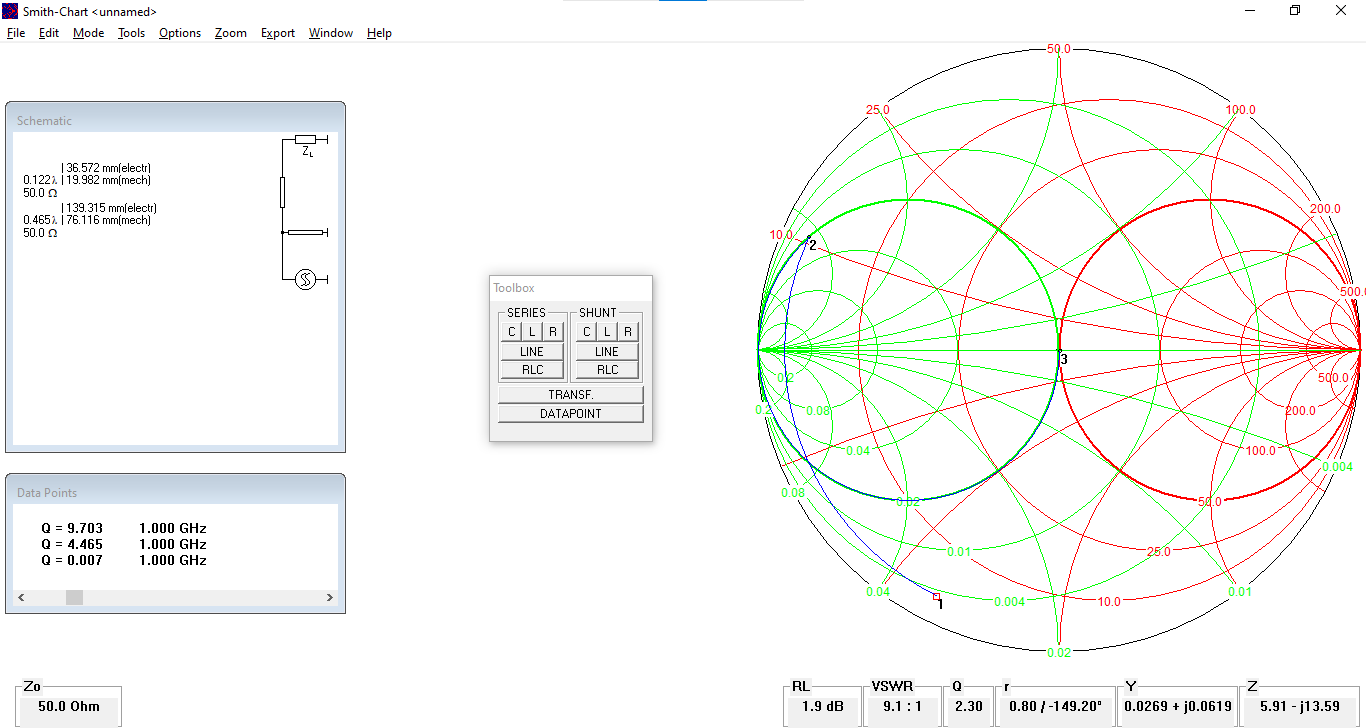 Smith-Chart <unnamed>
File Edit Mode Tools Options Zoom Export Window Help
Schematic
ZL
| 36.572 mm(electr)
0.122λ | 19.982 mm(mech)
50.0 Ω
| 139.315 mm(electr)
0.465λ | 76.116 mm(mech)
50.0 Ω
Data Points
Q = 9.703 1.000 GHz
Q = 4.465 1.000 GHz
Q = 0.007 1.000 GHz
Zo
50.0 Ohm
Toolbox
SERIES SHUNT
C L R C L R
LINE LINE
RLC RLC
TRANSF.
DATAPOINT
50.0
25.0 100.0
200.0
10.0 2
500.0
3
0.2 500.0
0.2 0.08 200.0
0.04 100.0
0.004
0.08
0.02 50.0
0.01 25.0
0.04 0.01
1 0.004 10.0
0.02
RL VSWR Q r Y Z
1.9 dB 9.1 : 1 2.30 0.80 / -149.20° 0.0269 + j0.0619 5.91 - j13.59